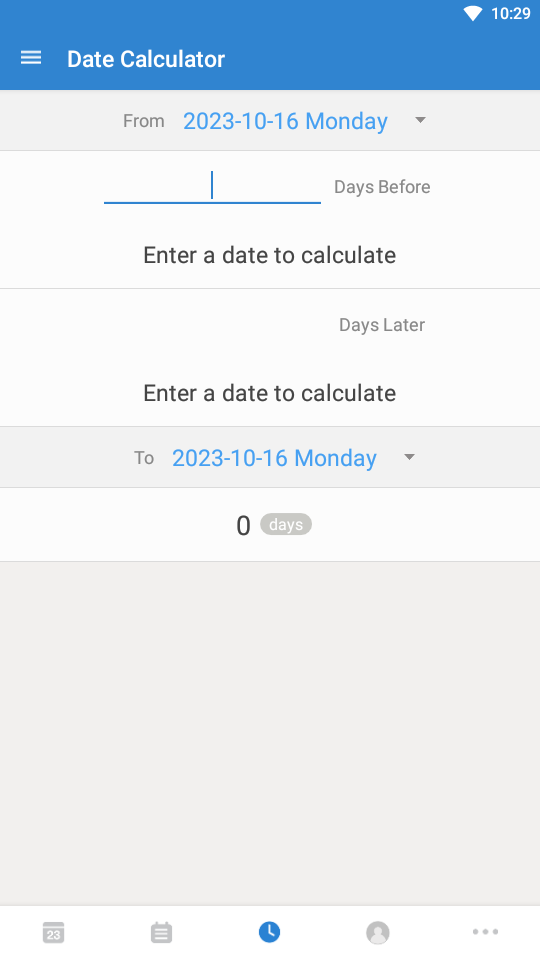 10:29
Date Calculator
From 2023-10-16 Monday
Days Before
Enter a date to calculate
Days Later
Enter a date to calculate
To 2023-10-16 Monday
0 days
23